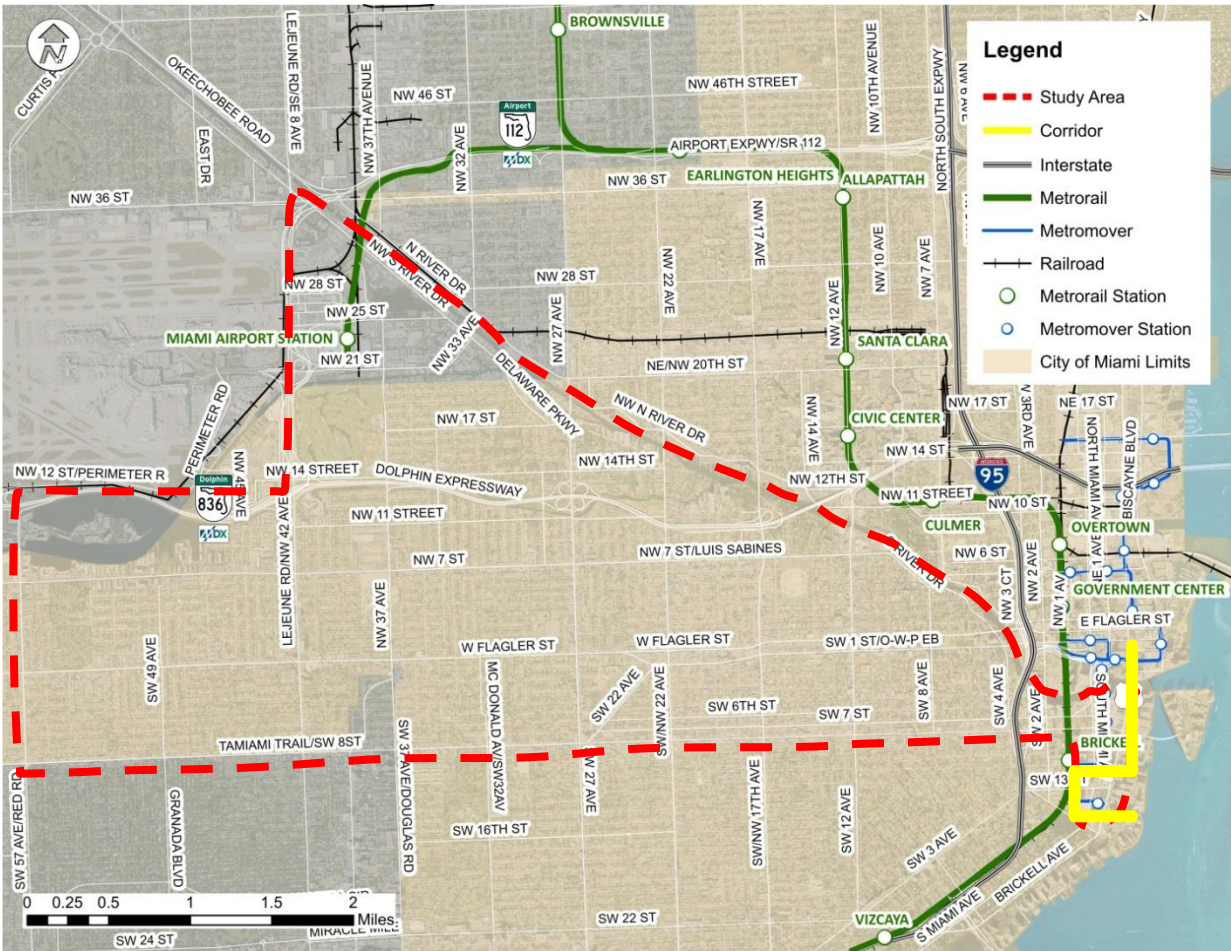 BROWNSVILLE
Legend
Study Area
Corridor
Interstate
Metrorail
Metromover
Railroad
Metrorail Station
Metromover Station
City of Miami Limits
N
LEJEUNE RD/SE 8 AVE
OKEECHOBEE ROAD
EAST DR
NW 46 ST
NW 37TH AVENUE
NW 32 AVE
Airport
112
mdx
NW 46TH STREET
NW 10TH AVENUE
NORTH SOUTH EXPWY
AIRPORT EXPWY/SR 112
NW 36 ST
NW 36 ST
EARLINGTON HEIGHTS
ALLAPATTAH
NW 17 AVE
NW 10 AVE
NW 7 AVE
N RIVER DR
NW S RIVER DR
NW 28 ST
NW 28 ST
NW 22 AVE
NW 25 ST
MIAMI AIRPORT STATION
NW 21 ST
NW 33 AVE
NW 27 AVE
NW 12 AVE
SANTA CLARA
NE/NW 20TH ST
DELAWARE PKWY
PERIMETER RD
NW 17 ST
NW N RIVER DR
NW 14 AVE
CIVIC CENTER
NW 17 ST
NW 3RD AVE
NE 17 ST
NORTH MIAMI AV
BISCAYNE BLVD
NW 14 ST
NW 12 ST/PERIMETER R
NW 45 AVE
NW 14 STREET
DOLPHIN EXPRESSWAY
NW 14TH ST
NW 12TH ST
95
Dolphin
836
mdx
NW 11 STREET
NW 11 STREET
NW 10 ST
CULMER
OVERTOWN
LEJEUNE RD/NW 42 AVE
NW 7 ST
NW 7 ST/LUIS SABINES
S RIVER DR
NW 6 ST
NW 2 AVE
NW 3 CT
NW 1 AV
NE 1 AVE
GOVERNMENT CENTER
NW 37 AVE
E FLAGLER ST
SW 49 AVE
W FLAGLER ST
W FLAGLER ST
SW 1 ST/O-W-P EB
MC DONALD AV/SW32AV
SW 22 AVE
SW/NW 22 AVE
SW 6TH ST
SW 7 ST
SW 8 AVE
SW 4 AVE
SW 2 AVE
TAMIAMI TRAIL/SW 8ST
BRICKELL
SW 57 AVE/RED RD
GRANADA BLVD
SW 37 AVE/DOUGLAS RD
SW 27 AVE
SW/NW 17TH AVE
SW 12 AVE
SW 16TH ST
SW 3 AVE
BRICKELL AVE
S MIAMI AVE
VIZCAYA
SW 22 ST
0 0.25 0.5 1 1.5 2
Miles
MIRACLE MILE
SW 24 ST